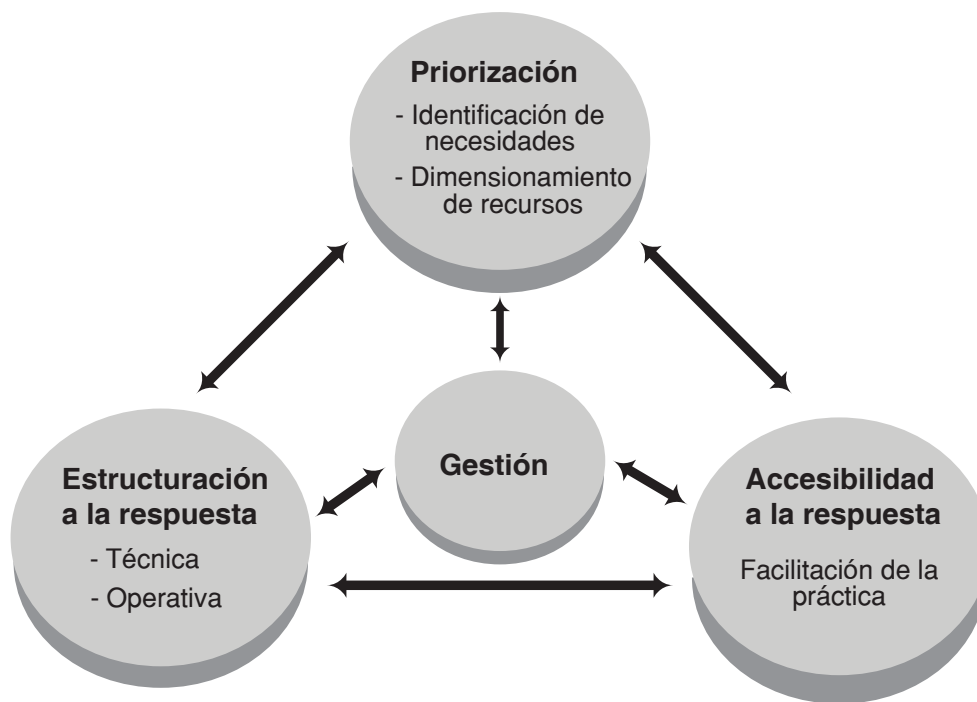 Priorización
- Identificación de
necesidades
- Dimensionamiento
de recursos
Gestión
Estructuración
a la respuesta
- Técnica
- Operativa
Accesibilidad
a la respuesta
Facilitación de la
práctica